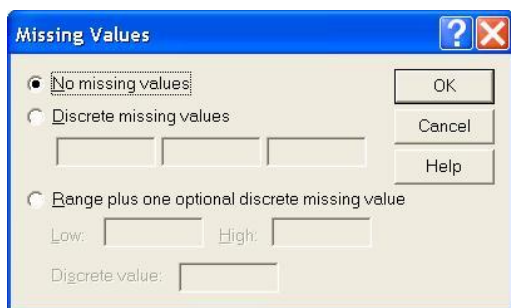 Missing Values
No missing values
OK
Discrete missing values
Cancel
Help
Range plus one optional discrete missing value
Low: High:
Discrete value: